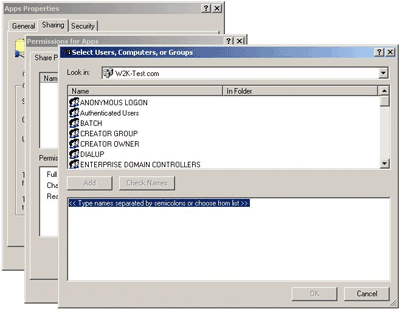 Apps Properties
General
Sharing
Security
Permissions for Apps
Share P
Select Users, Computers, or Groups
Look in:
W2K-Test.com
Name
In Folder
ANONYMOUS LOGON
Authenticated Users
BATCH
CREATOR GROUP
CREATOR OWNER
DIALUP
ENTERPRISE DOMAIN CONTROLLERS
Add
Check Names
<< Type names separated by semicolons or choose from list >>
OK
Cancel
Nam
Permis
Full
Cha
Rea